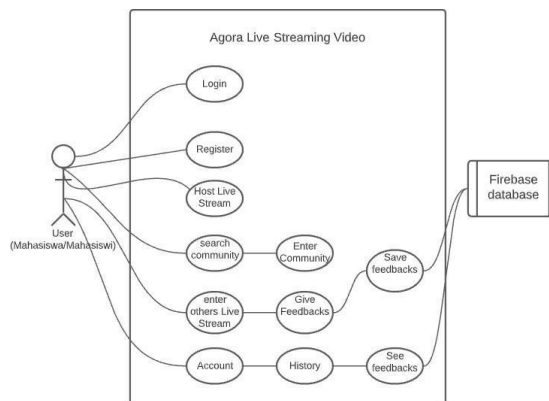 Agora Live Streaming Video
Login
Register
Host Live
Stream
User
(Mahasiswa/Mahasiswi)
search
community
Enter
Community
enter
others Live
Stream
Give
Feedbacks
Save
feedbacks
Account
History
See
feedbacks
Firebase
database